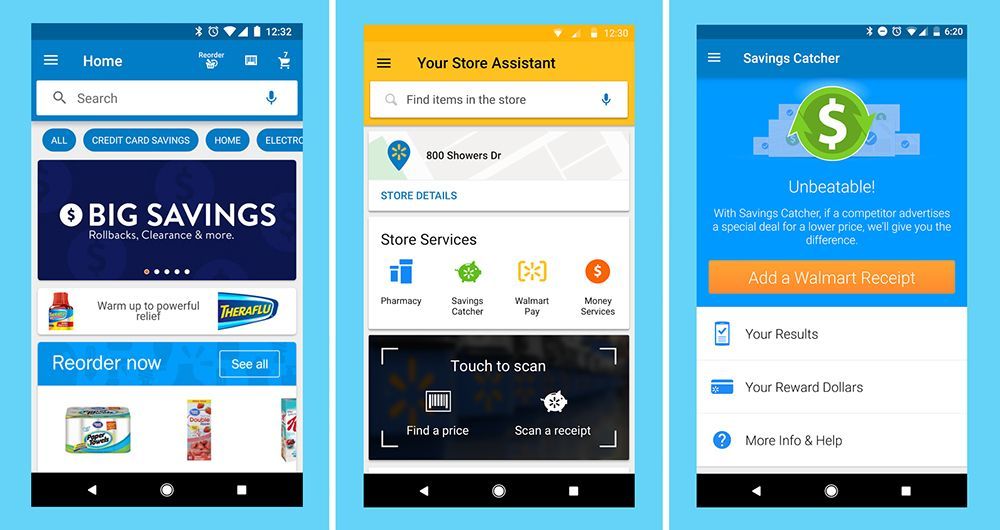 12:32
Home
Reorder
7
Search
ALL
CREDIT CARD SAVINGS
HOME
ELECTRO
$ BIG SAVINGS
Rollbacks, Clearance & more.
Warm up to powerful
relief
THERAFLU
Reorder now
See all
Paper
Towels
Double
12:30
Your Store Assistant
Find items in the store
800 Showers Dr
STORE DETAILS
Store Services
$
Pharmacy
Savings
Catcher
Walmart
Pay
Money
Services
Touch to scan
Find a price
Scan a receipt
6:20
Savings Catcher
$
Unbeatable!
With Savings Catcher, if a competitor advertises
a special deal for a lower price, we'll give you the
difference.
Add a Walmart Receipt
Your Results
Your Reward Dollars
? More Info & Help